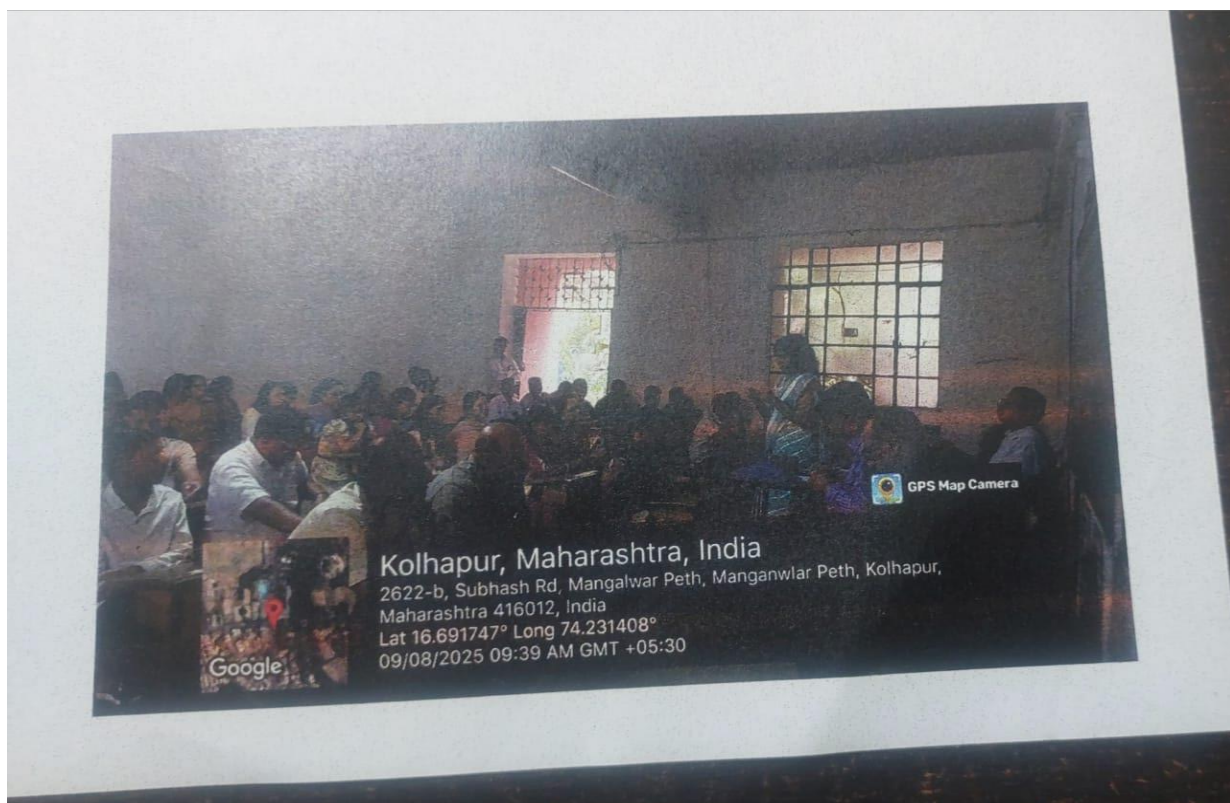 GPS Map Camera
Kolhapur, Maharashtra, India
2622-b, Subhash Rd, Mangalwar Peth, Manganwlar Peth, Kolhapur,
Maharashtra 416012, India
Lat 16.691747° Long 74.231408°
09/08/2025 09:39 AM GMT +05:30
Google